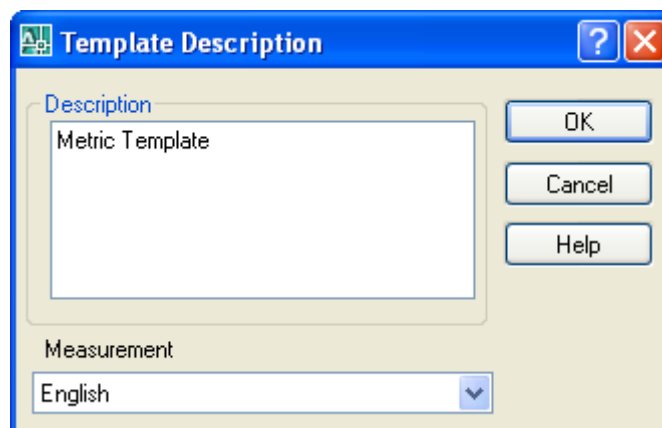 Template Description
?
Description
Metric Template
OK
Cancel
Help
Measurement
English